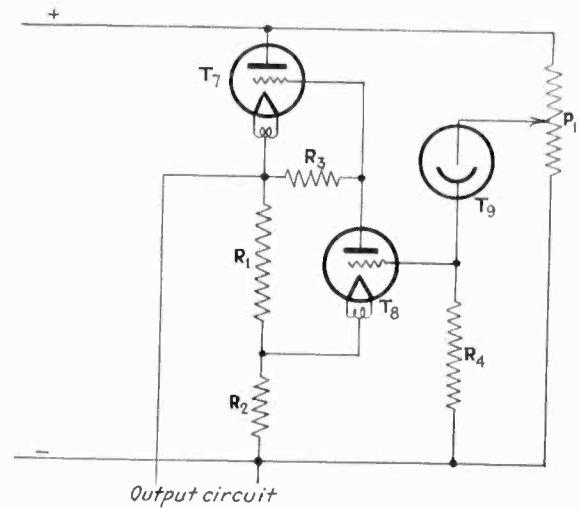 +
T7
P1
R3
T9
R1
T8
R4
R2
−
Output circuit